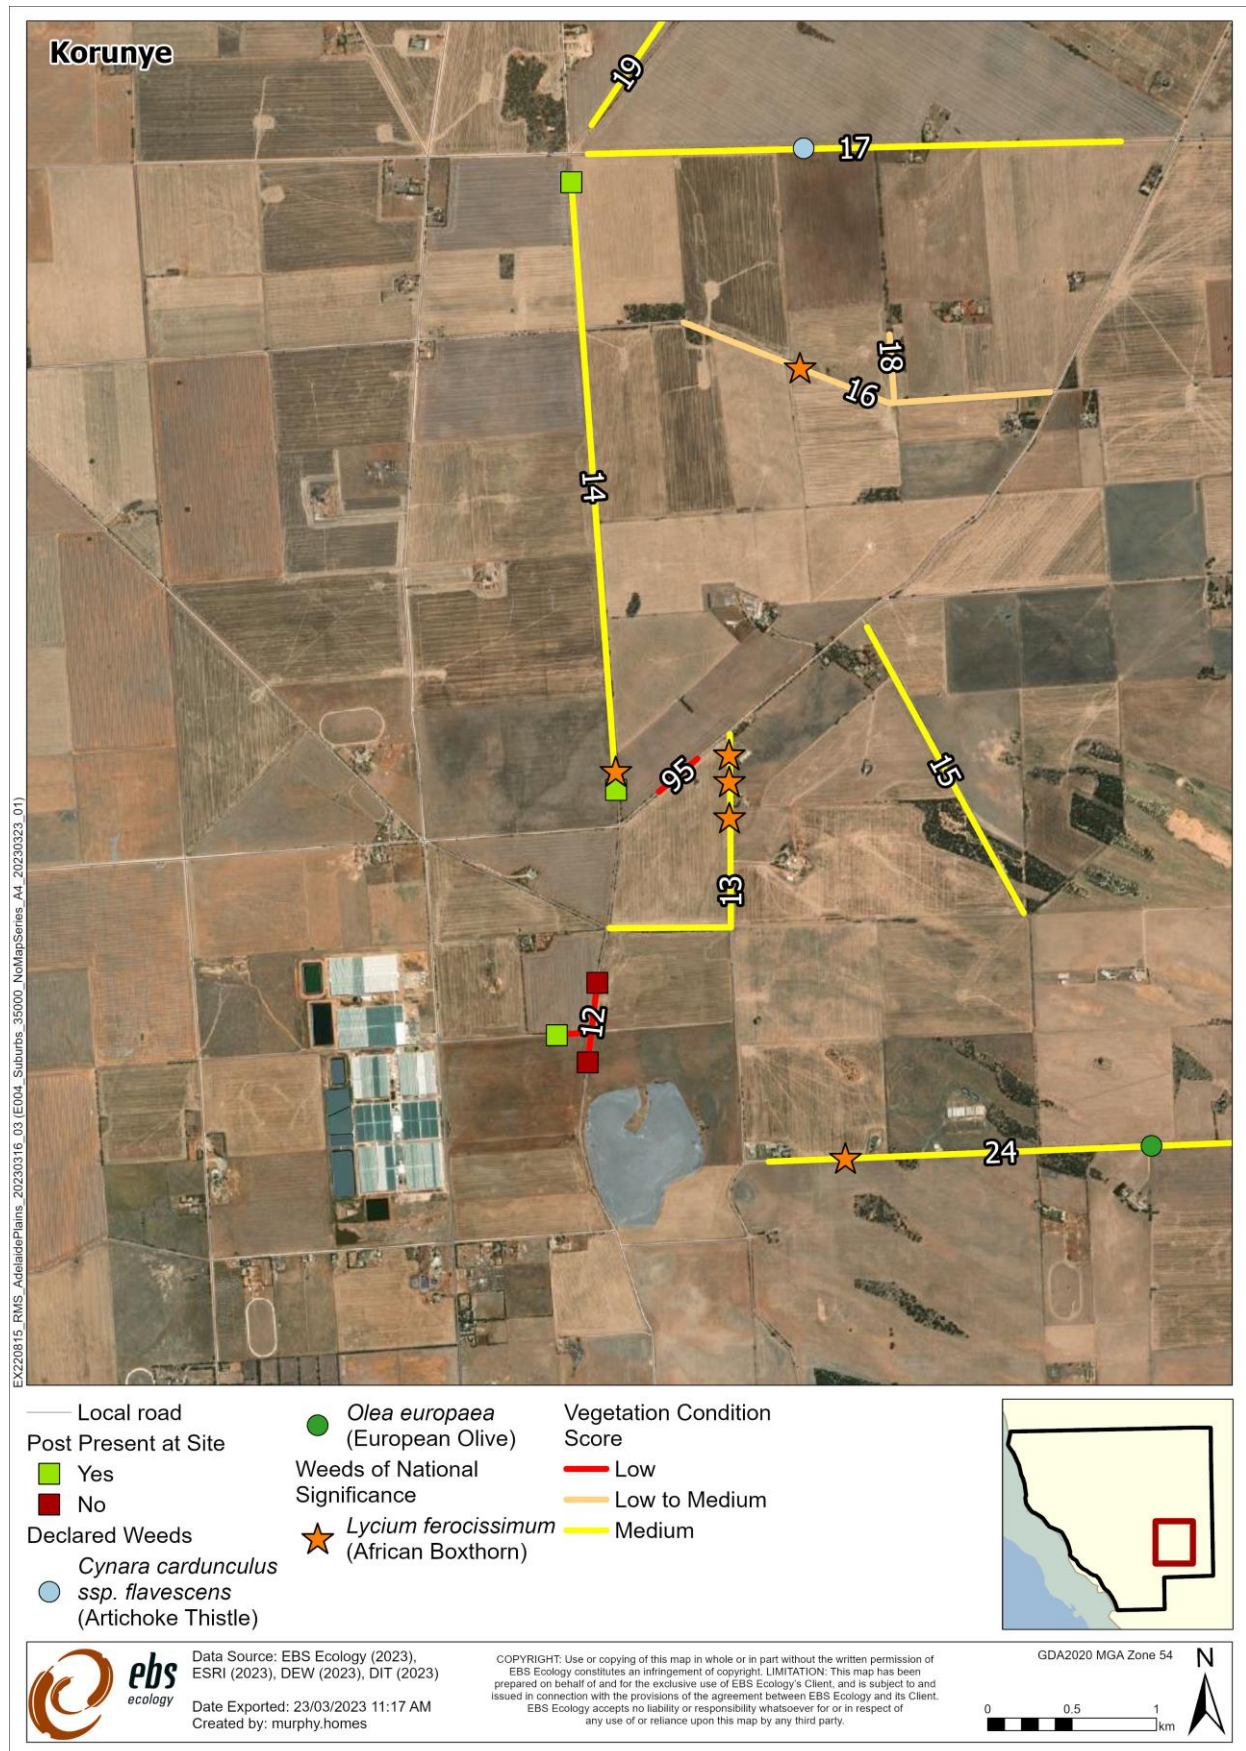 Korunye
19
17
18
16
14
95
15
13
12
24
EX220815_RMS_AdelaidePlains_20230316_03 (E004_Suburbs_35000_NoMapSeries_A4_20230323_01)
Local road
Post Present at Site
Yes
No
Declared Weeds
Cynara cardunculus
ssp. flavescens
(Artichoke Thistle)
Olea europaea
(European Olive)
Weeds of National
Significance
Lycium ferocissimum
(African Boxthorn)
Vegetation Condition
Score
Low
Low to Medium
Medium
ebs
ecology
Data Source: EBS Ecology (2023),
ESRI (2023), DEW (2023), DIT (2023)
Date Exported: 23/03/2023 11:17 AM
Created by: murphy.homes
COPYRIGHT: Use or copying of this map in whole or in part without the written permission of
EBS Ecology constitutes an infringement of copyright. LIMITATION: This map has been
prepared on behalf of and for the exclusive use of EBS Ecology's Client, and is subject to and
issued in connection with the provisions of the agreement between EBS Ecology and its Client.
EBS Ecology accepts no liability or responsibility whatsoever for or in respect of
any use of or reliance upon this map by any third party.
GDA2020 MGA Zone 54
N
0 0.5 1
km